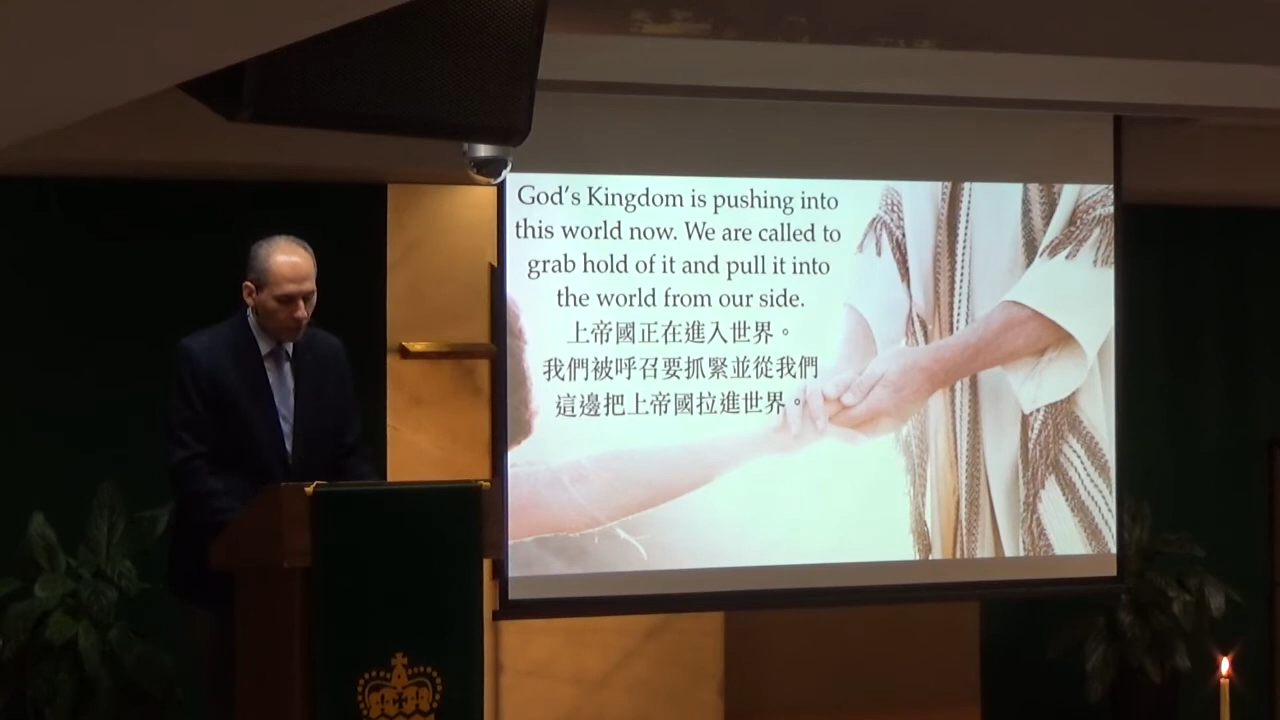 God's Kingdom is pushing into
this world now. We are called to
grab hold of it and pull it into
the world from our side.
上帝國正在進入世界。
我們被呼召要抓緊並從我們
這邊把上帝國拉進世界。